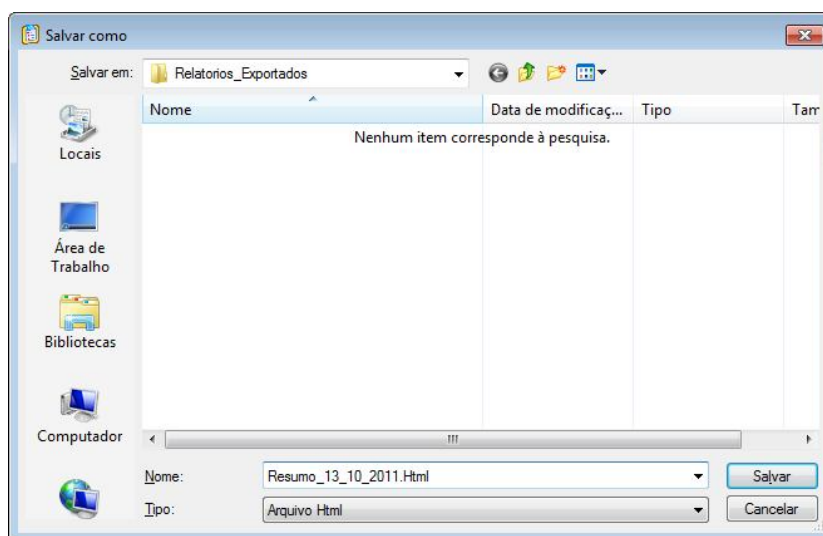 Salvar como
Salvar em: Relatorios_Exportados
Nome Data de modificaç... Tipo Tam
Nenhum item corresponde à pesquisa.
Locais
Área de
Trabalho
Bibliotecas
Computador
Nome: Resumo_13_10_2011.Html Salvar
Tipo: Arquivo Html Cancelar